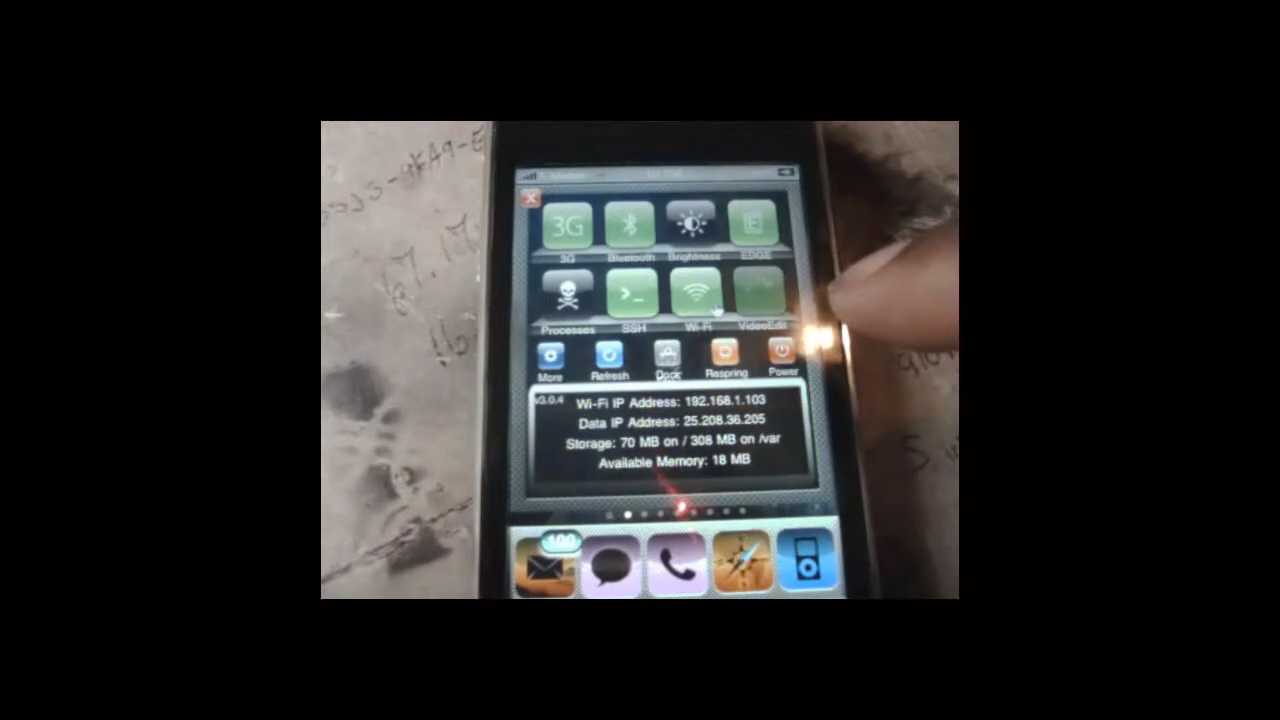 3G
3G Bluetooth Brightness EDGE
Processes SSH Wi-Fi VideoEdit
More Refresh Dock Respring Power
v3.0.4
Wi-Fi IP Address: 192.168.1.103
Data IP Address: 25.208.36.205
Storage: 70 MB on / 308 MB on /var
Available Memory: 18 MB